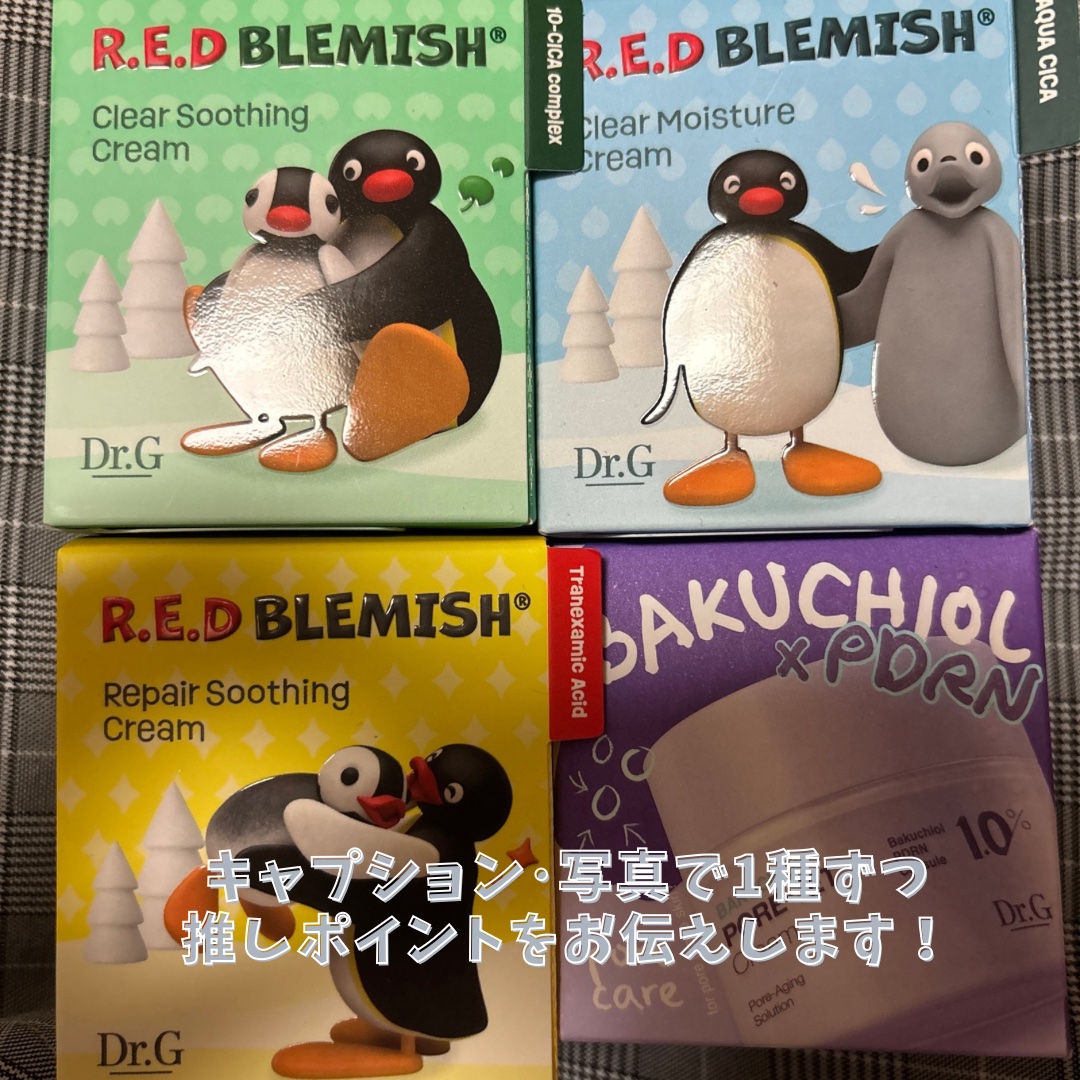 R.E.D BLEMISH®
Clear Soothing
Cream
Dr.G
10-CICA complex
R.E.D BLEMISH®
Clear Moisture
Cream
Dr.G
AQUA CICA
R.E.D BLEMISH®
Repair Soothing
Cream
Dr.G
Tranexamic Acid
BAKUCHIOL
x PDRN
Bakuchiol
PDRN
1.0%
Dr.G
PORE
Pore-Aging
Solution
care
キャプション・写真で1種ずつ
推しポイントをお伝えします！